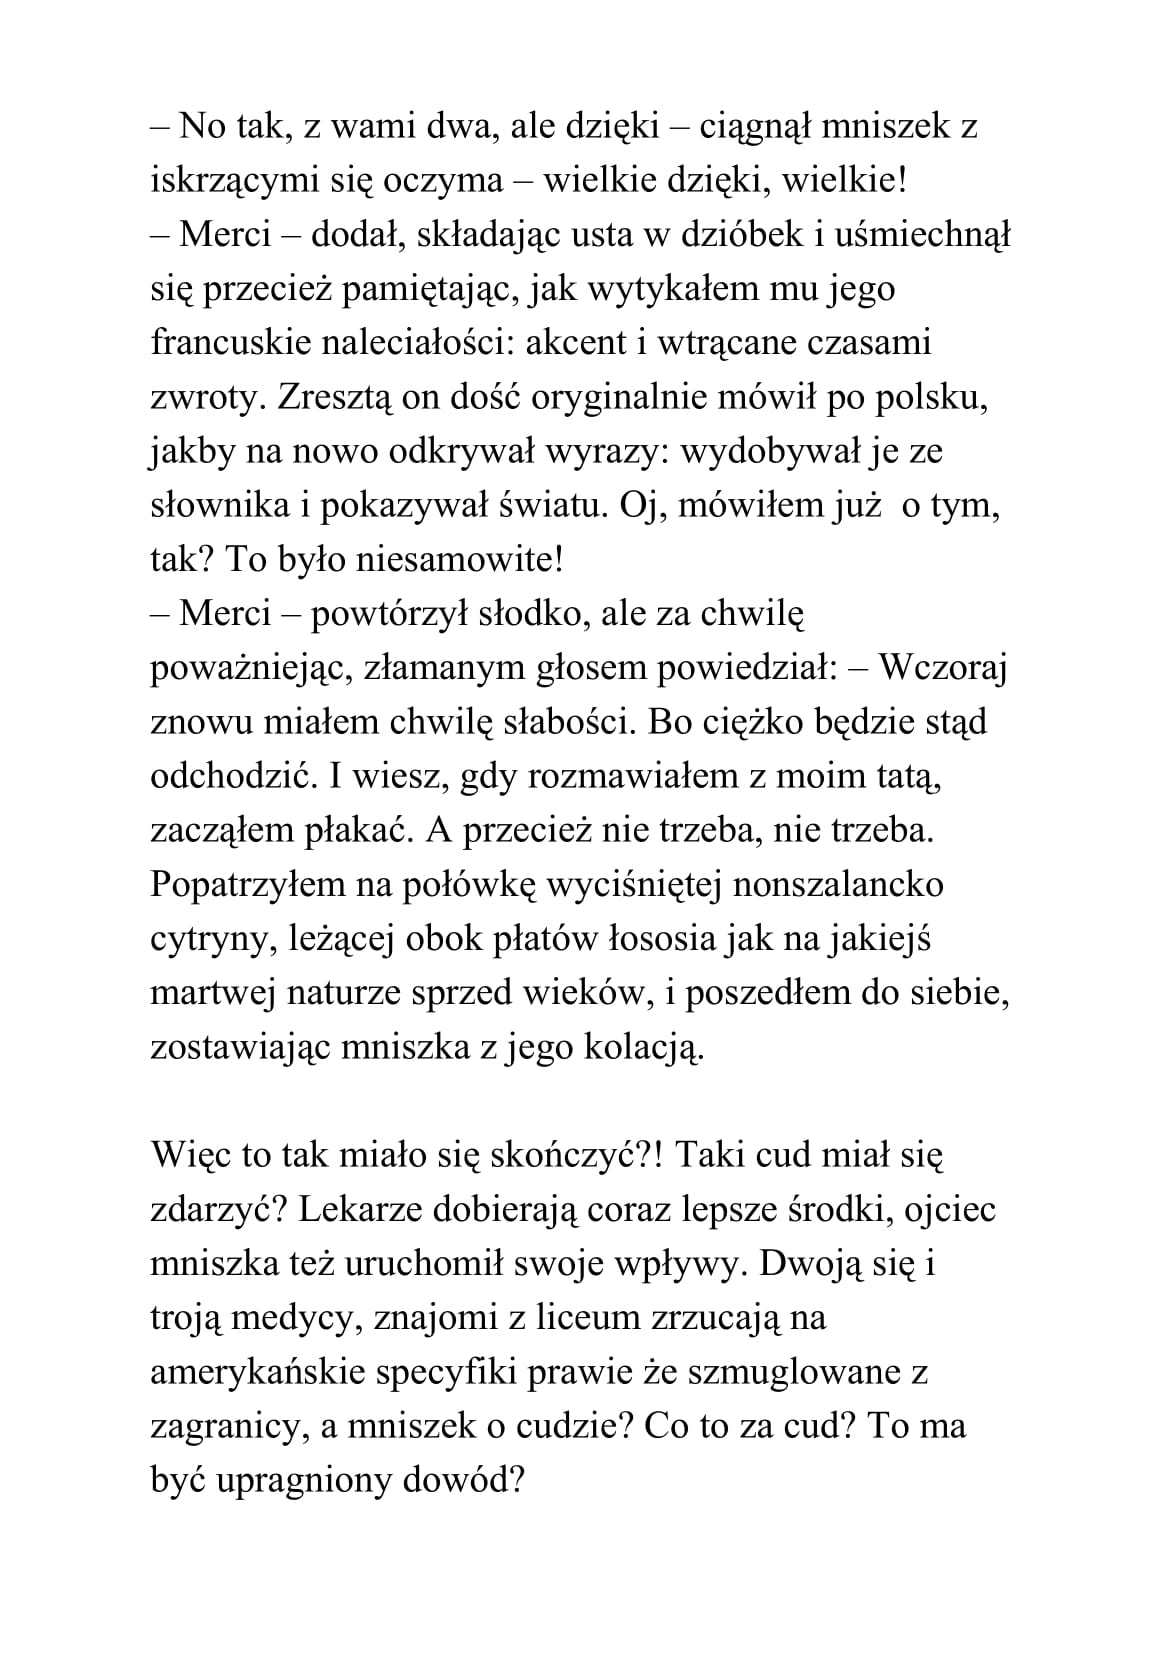 – No tak, z wami dwa, ale dzięki – ciągnął mniszek z
iskrzącymi się oczyma – wielkie dzięki, wielkie!
– Merci – dodał, składając usta w dzióbek i uśmiechnął
się przecież pamiętając, jak wytykałem mu jego
francuskie naleciałości: akcent i wtrącane czasami
zwroty. Zresztą on dość oryginalnie mówił po polsku,
jakby na nowo odkrywał wyrazy: wydobywał je ze
słownika i pokazywał światu. Oj, mówiłem już  o tym,
tak? To było niesamowite!
– Merci – powtórzył słodko, ale za chwilę
poważniejąc, złamanym głosem powiedział: – Wczoraj
znowu miałem chwilę słabości. Bo ciężko będzie stąd
odchodzić. I wiesz, gdy rozmawiałem z moim tatą,
zacząłem płakać. A przecież nie trzeba, nie trzeba.
Popatrzyłem na połówkę wyciśniętej nonszalancko
cytryny, leżącej obok płatów łososia jak na jakiejś
martwej naturze sprzed wieków, i poszedłem do siebie,
zostawiając mniszka z jego kolacją.

Więc to tak miało się skończyć?! Taki cud miał się
zdarzyć? Lekarze dobierają coraz lepsze środki, ojciec
mniszka też uruchomił swoje wpływy. Dwoją się i
troją medycy, znajomi z liceum zrzucają na
amerykańskie specyfiki prawie że szmuglowane z
zagranicy, a mniszek o cudzie? Co to za cud? To ma
być upragniony dowód?